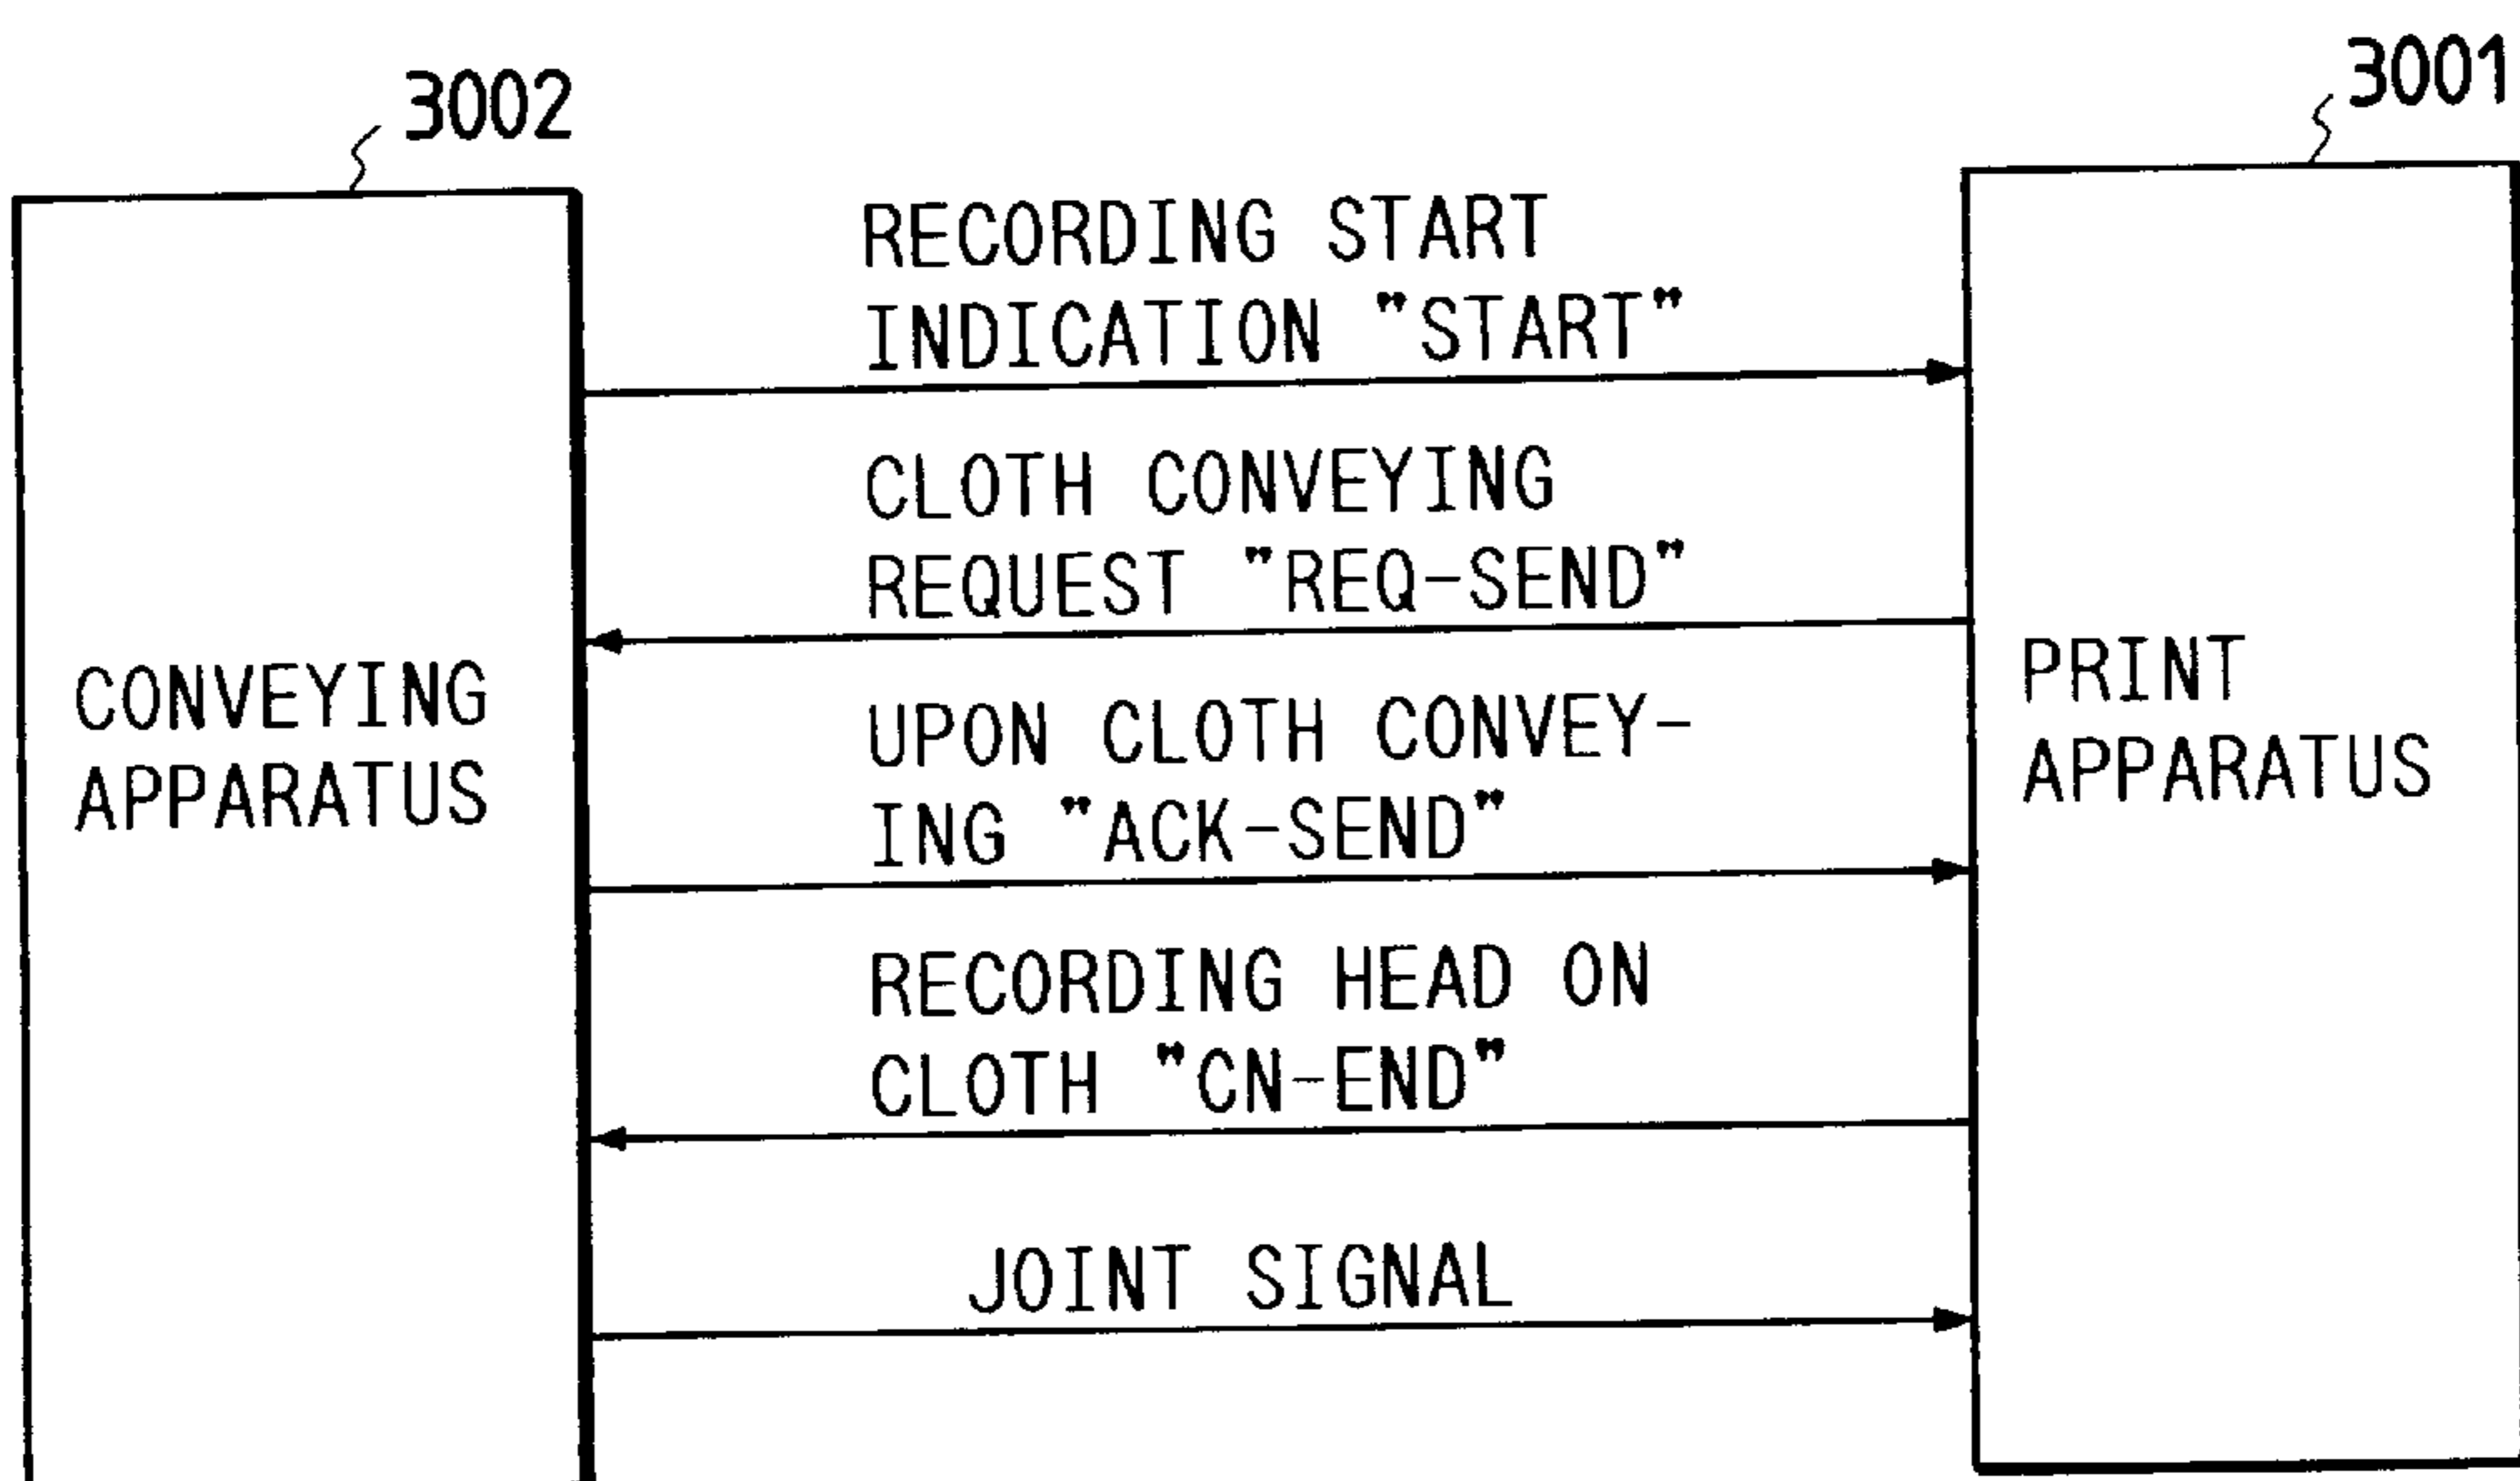 3002
3001
RECORDING START
INDICATION "START"
CLOTH CONVEYING
REQUEST "REQ-SEND"
CONVEYING
APPARATUS
UPON CLOTH CONVEY-
ING "ACK-SEND"
PRINT
APPARATUS
RECORDING HEAD ON
CLOTH "CN-END"
JOINT SIGNAL